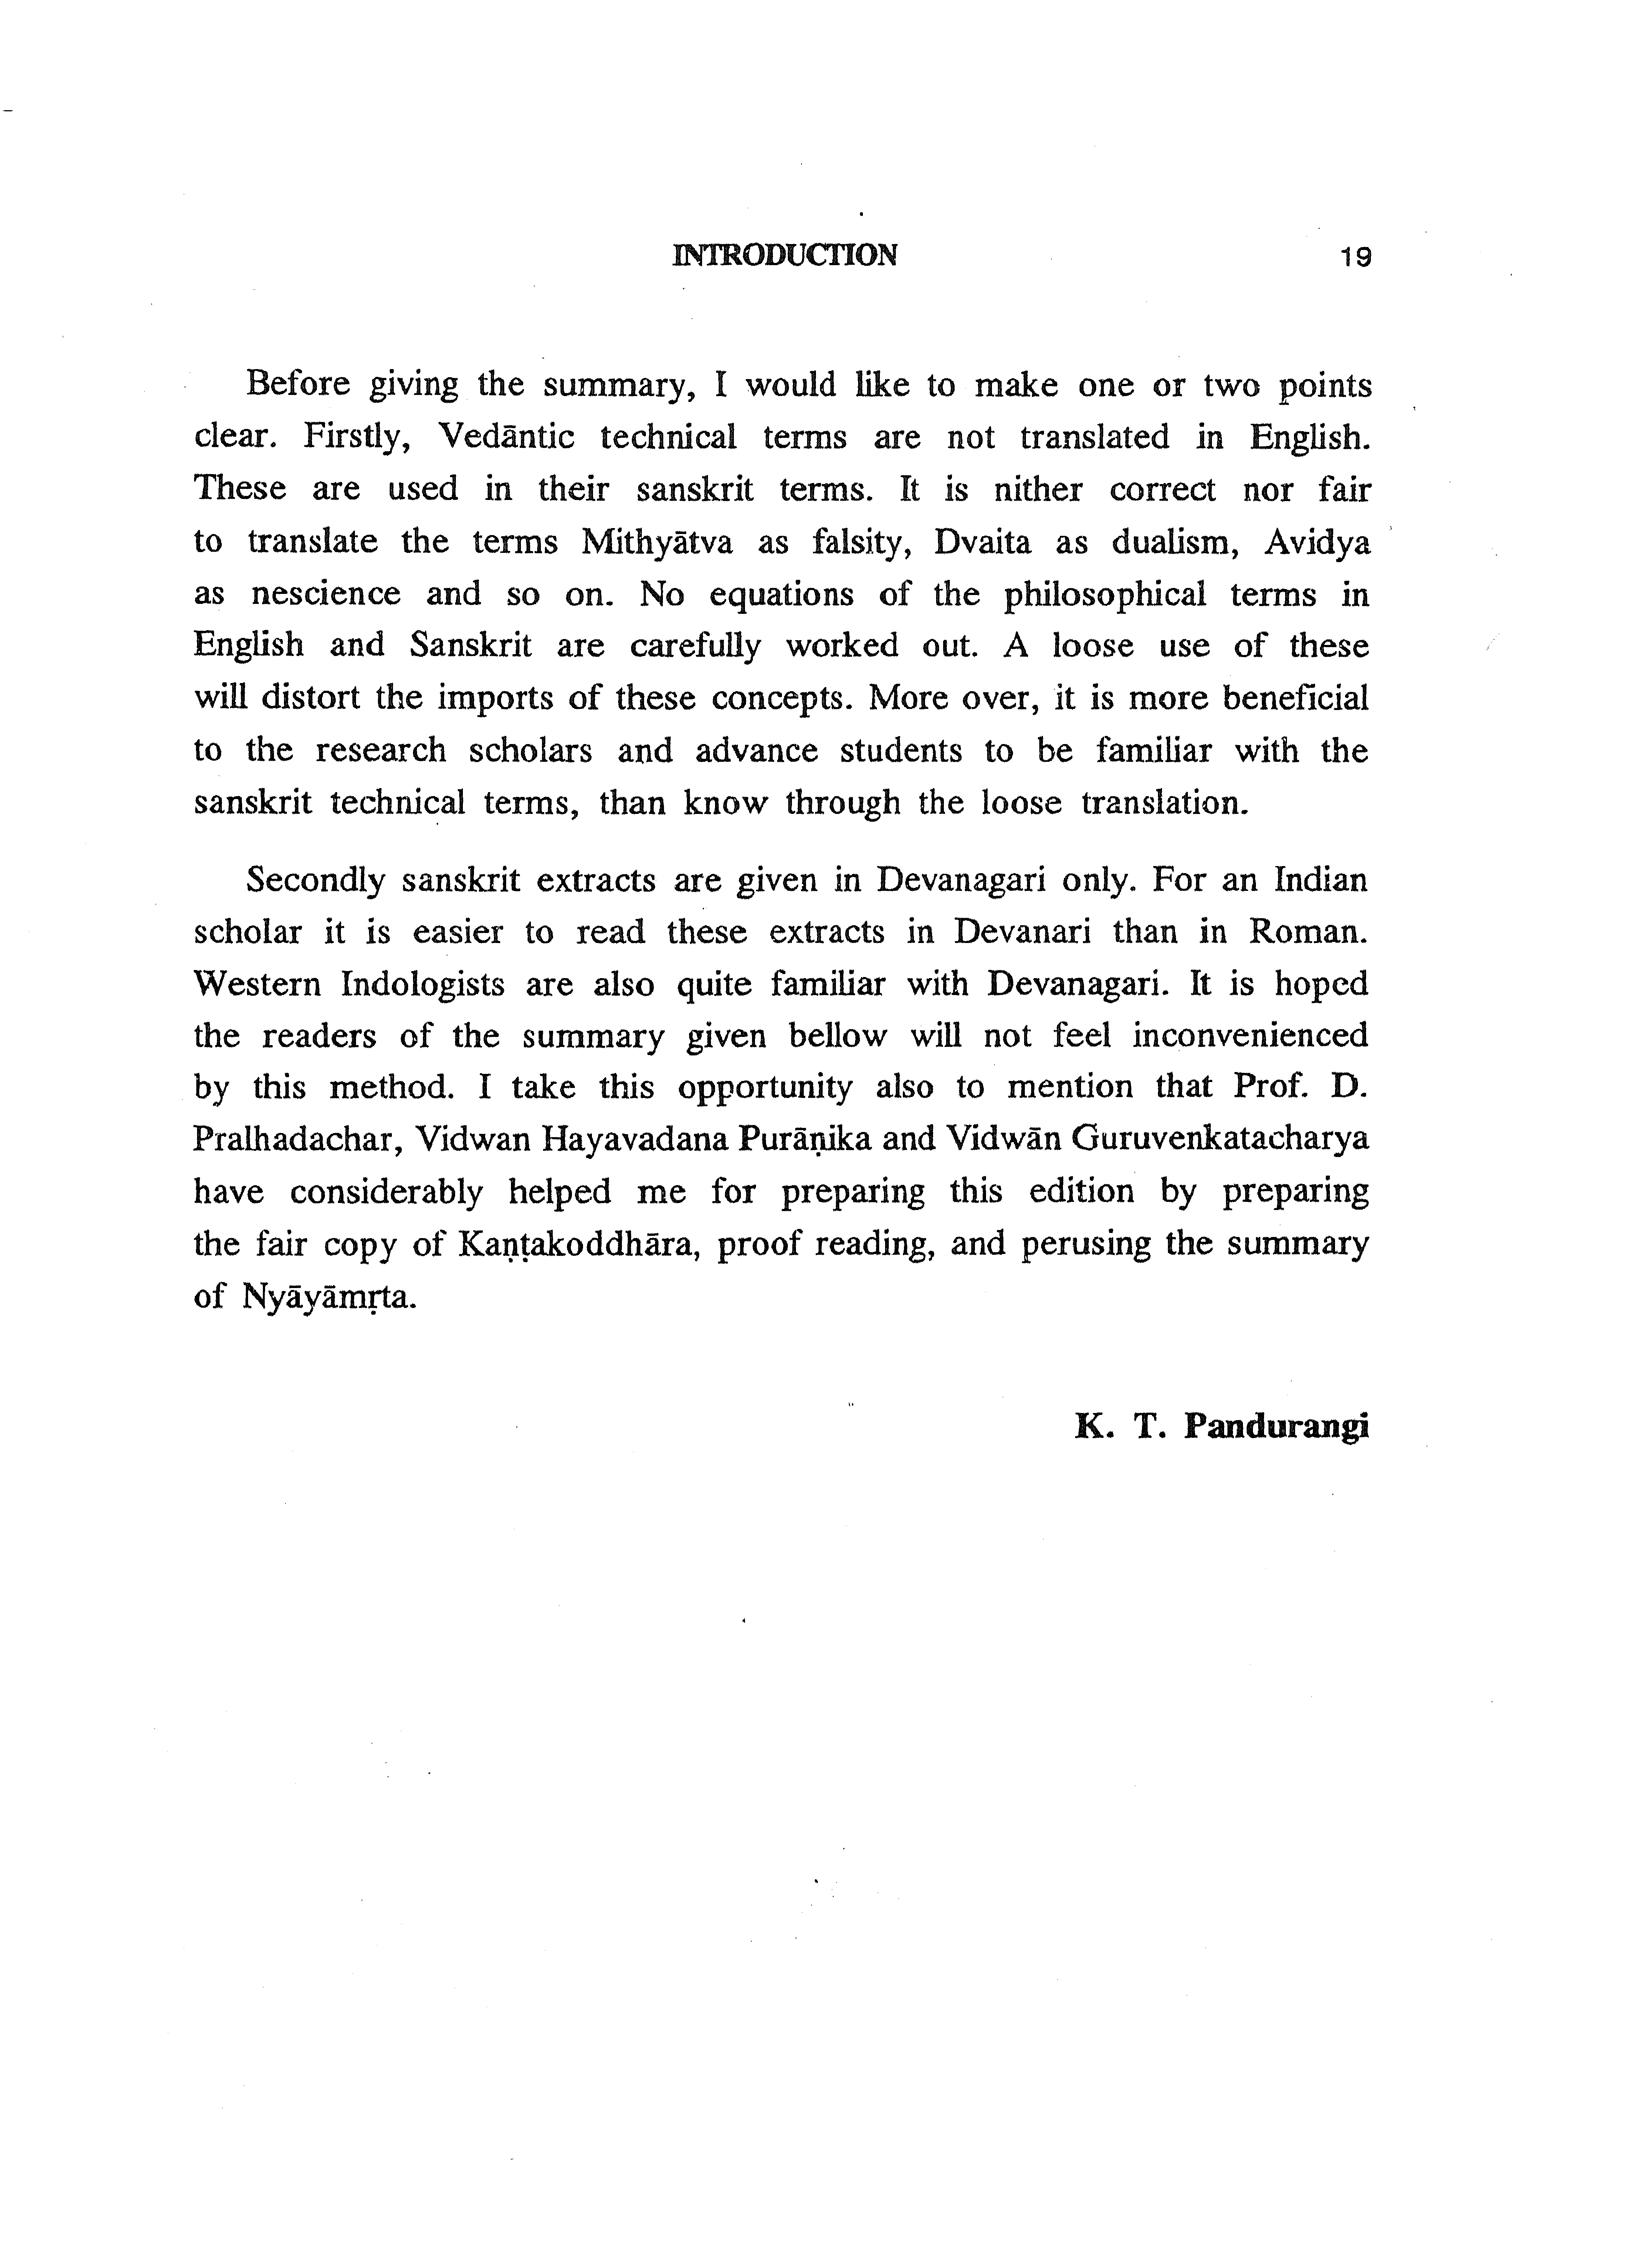 INTRODUCTION 19
Before giving the summary, I would like to make one or two points
clear. Firstly, Vedāntic technical terms are not translated in English.
These are used in their sanskrit terms. It is nither correct nor fair
to translate the terms Mithyātva as falsity, Dvaita as dualism, Avidya
as nescience and so on. No equations of the philosophical terms in
English and Sanskrit are carefully worked out. A loose use of these
will distort the imports of these concepts. More over, it is more beneficial
to the research scholars and advance students to be familiar with the
sanskrit technical terms, than know through the loose translation.
Secondly sanskrit extracts are given in Devanagari only. For an Indian
scholar it is easier to read these extracts in Devanari than in Roman.
Western Indologists are also quite familiar with Devanagari. It is hoped
the readers of the summary given bellow will not feel inconvenienced
by this method. I take this opportunity also to mention that Prof. D.
Pralhadachar, Vidwan Hayavadana Purāṇika and Vidwān Guruvenkatacharya
have considerably helped me for preparing this edition by preparing
the fair copy of Kaṇṭakoddhāra, proof reading, and perusing the summary
of Nyāyāmṛta.
K. T. Pandurangi